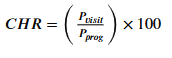 CHR = (P_visit / P_prog) × 100